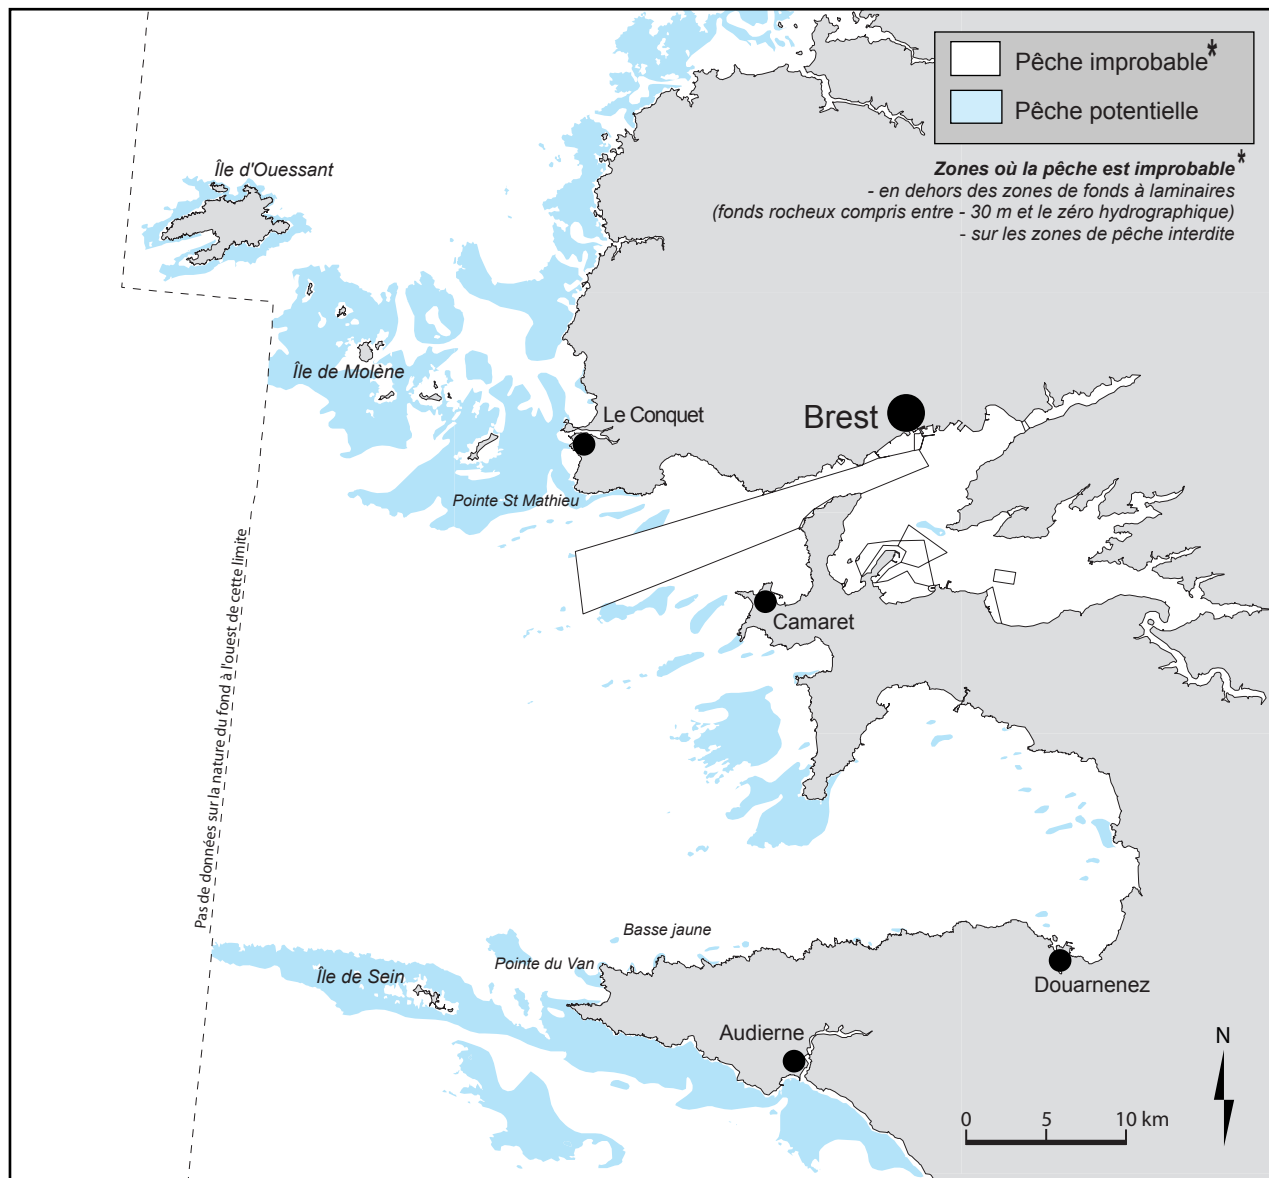 Pêche improbable*
Pêche potentielle
Zones où la pêche est improbable*
- en dehors des zones de fonds à laminaires
(fonds rocheux compris entre - 30 m et le zéro hydrographique)
- sur les zones de pêche interdite
Île d'Ouessant
Île de Molène
Le Conquet
Brest
Pointe St Mathieu
Camaret
Pas de données sur la nature du fond à l'ouest de cette limite
Basse jaune
Pointe du Van
Île de Sein
Douarnenez
Audierne
N
0 5 10 km